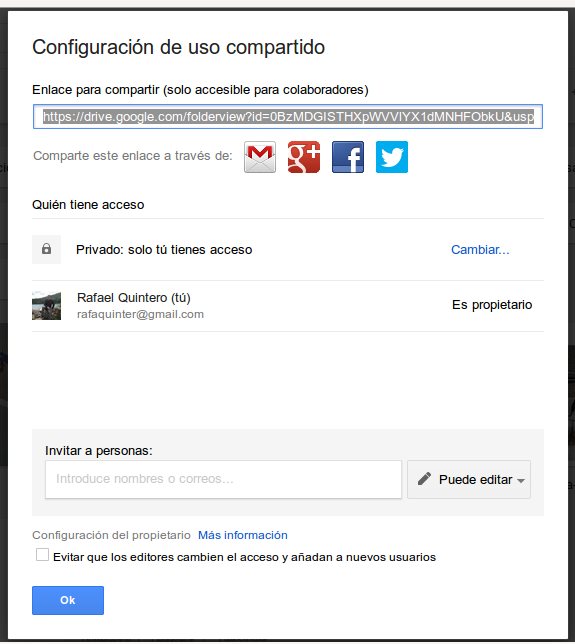 Configuración de uso compartido
Enlace para compartir (solo accesible para colaboradores)
https://drive.google.com/folderview?id=0BzMDGISTHXpWVVlYX1dMNHFObkU&usp
Comparte este enlace a través de:
Quién tiene acceso
Privado: solo tú tienes acceso Cambiar...
Rafael Quintero (tú)
rafaquinter@gmail.com
Es propietario
Invitar a personas:
Introduce nombres o correos... Puede editar
Configuración del propietario Más información
Evitar que los editores cambien el acceso y añadan a nuevos usuarios
Ok